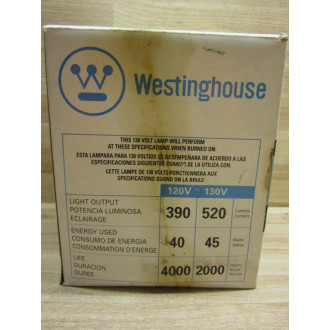 W
Westinghouse
THIS 130 VOLT LAMP WILL PERFORM
AT THESE SPECIFICATIONS WHEN BURNED ON:
ESTA LAMPARA PARA 130 VOLTIOS SE DESEMPEÑARA DE ACUERDO A LAS
ESPECIFICACIONES SIGUIENTES CUANDO SE LA UTILIZA CON:
CETTE LAMPE DE 130 VOLTS FONCTIONNERA AUX
SPECIFICATIONS QUAND ON LA BRULE:
120V 130V
LIGHT OUTPUT
POTENCIA LUMINOSA 390 520 Lumens
ECLAIRAGE
ENERGY USED
CONSUMO DE ENERGIA 40 45 Watts
CONSOMMATION D'ENERGE
LIFE
DURACION 4000 2000
DUREE